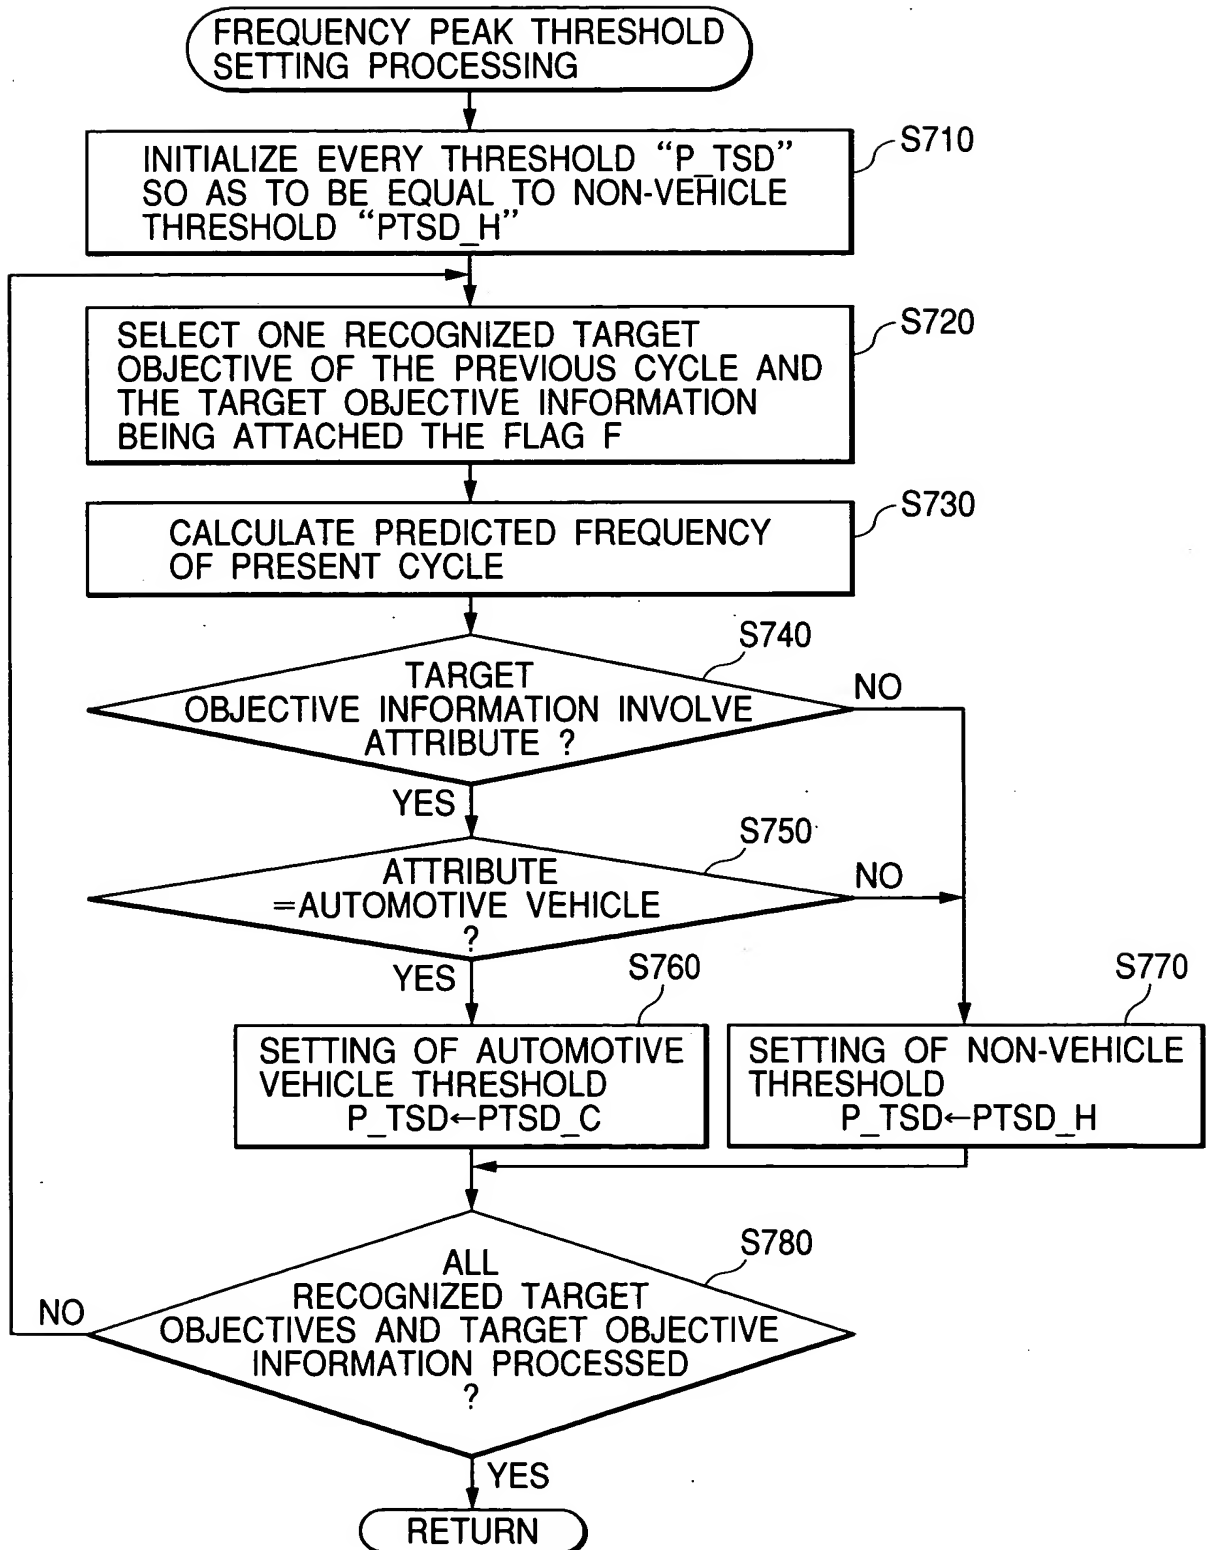 FREQUENCY PEAK THRESHOLD
SETTING PROCESSING
S710
INITIALIZE EVERY THRESHOLD “P_TSD”
SO AS TO BE EQUAL TO NON-VEHICLE
THRESHOLD “PTSD_H”
S720
SELECT ONE RECOGNIZED TARGET
OBJECTIVE OF THE PREVIOUS CYCLE AND
THE TARGET OBJECTIVE INFORMATION
BEING ATTACHED THE FLAG F
S730
CALCULATE PREDICTED FREQUENCY
OF PRESENT CYCLE
S740
TARGET
OBJECTIVE INFORMATION INVOLVE
ATTRIBUTE ?
NO
YES
S750
ATTRIBUTE
=AUTOMOTIVE VEHICLE
?
NO
YES
S760
SETTING OF AUTOMOTIVE
VEHICLE THRESHOLD
P_TSD←PTSD_C
S770
SETTING OF NON-VEHICLE
THRESHOLD
P_TSD←PTSD_H
S780
ALL
RECOGNIZED TARGET
OBJECTIVES AND TARGET OBJECTIVE
INFORMATION PROCESSED
?
NO
YES
RETURN